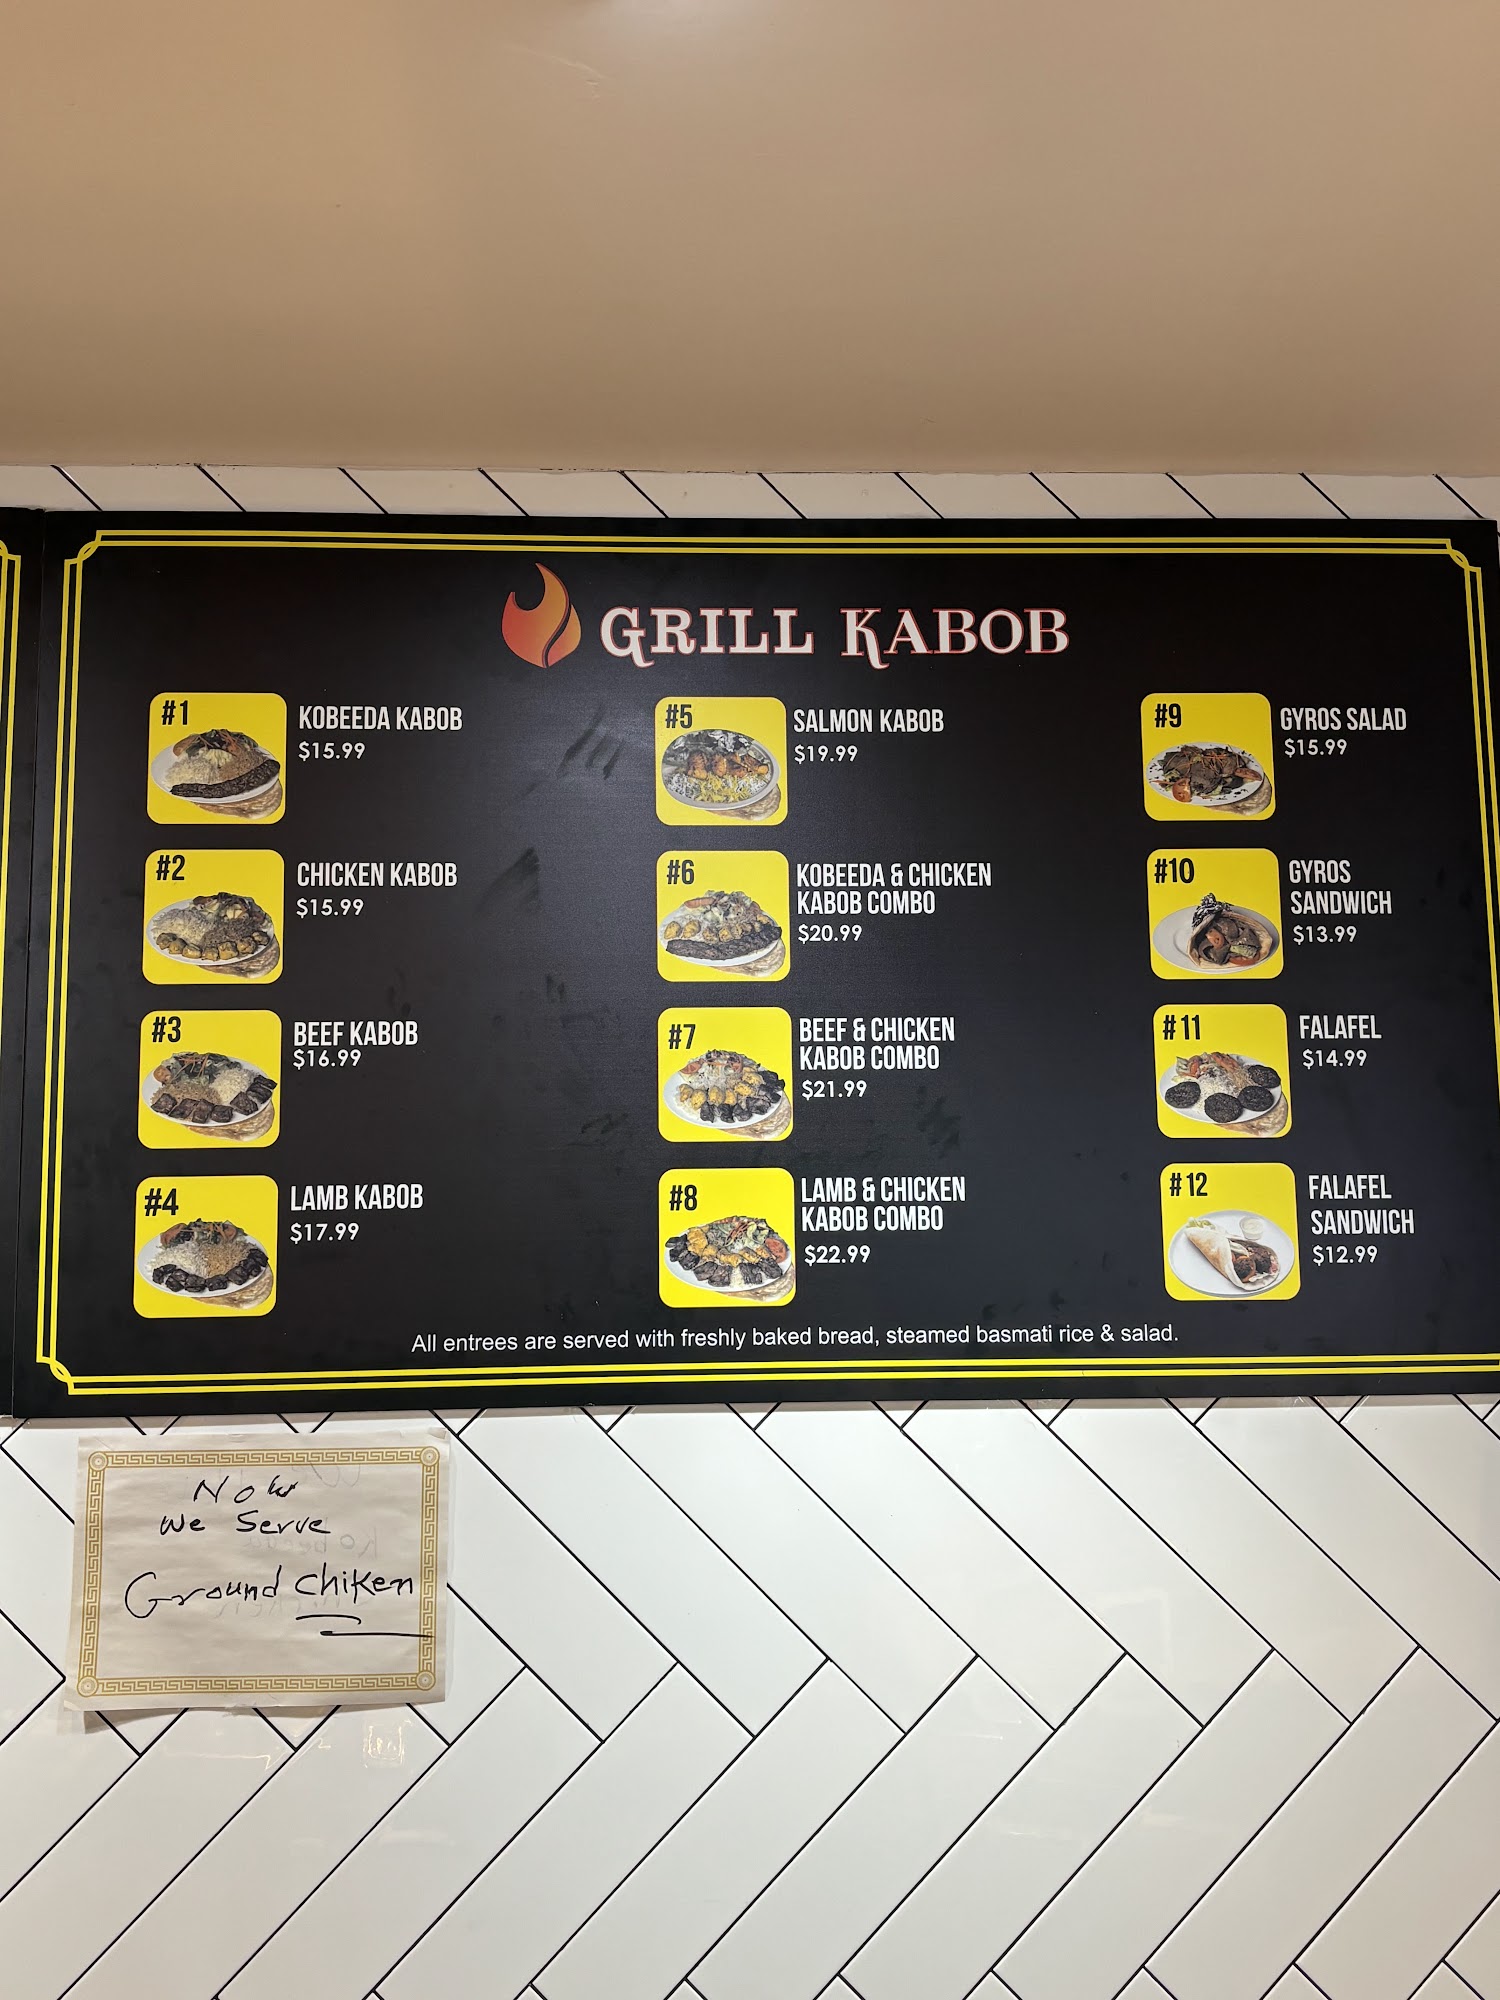 GRILL KABOB
#1
KOBEEDA KABOB
$15.99
#2
CHICKEN KABOB
$15.99
#3
BEEF KABOB
$16.99
#4
LAMB KABOB
$17.99
#5
SALMON KABOB
$19.99
#6
KOBEEDA & CHICKEN
KABOB COMBO
$20.99
#7
BEEF & CHICKEN
KABOB COMBO
$21.99
#8
LAMB & CHICKEN
KABOB COMBO
$22.99
#9
GYROS SALAD
$15.99
#10
GYROS
SANDWICH
$13.99
#11
FALAFEL
$14.99
#12
FALAFEL
SANDWICH
$12.99
All entrees are served with freshly baked bread, steamed basmati rice & salad.
Now
We Serve
Ground Chiken